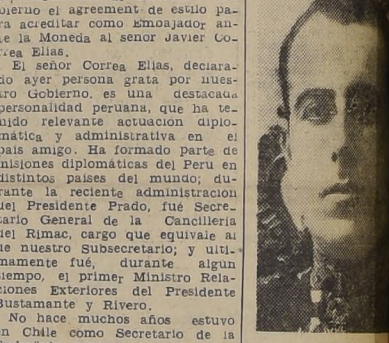 bierno el agreement de estilo pa-
ra acreditar como Embajador an-
te la Moneda al señor Javier Co-
rrea Elías.
El señor Correa Elías, declara-
do ayer persona grata por nues-
tro Gobierno, es una destacada
personalidad peruana, que ha te-
nido relevante actuación diplo-
mática y administrativa en el
país amigo. Ha formado parte de
misiones diplomáticas del Perú en
distintos países del mundo; du-
rante la reciente administración
del Presidente Prado, fué Secre-
tario General de la Cancillería
del Rimac, cargo que equivale al
de nuestro Subsecretario; y ulti-
mamente fué, durante algún
tiempo, el primer Ministro Rela-
ciones Exteriores del Presidente
Bustamante y Rivero.
No hace muchos años estuvo
en Chile como Secretario de la